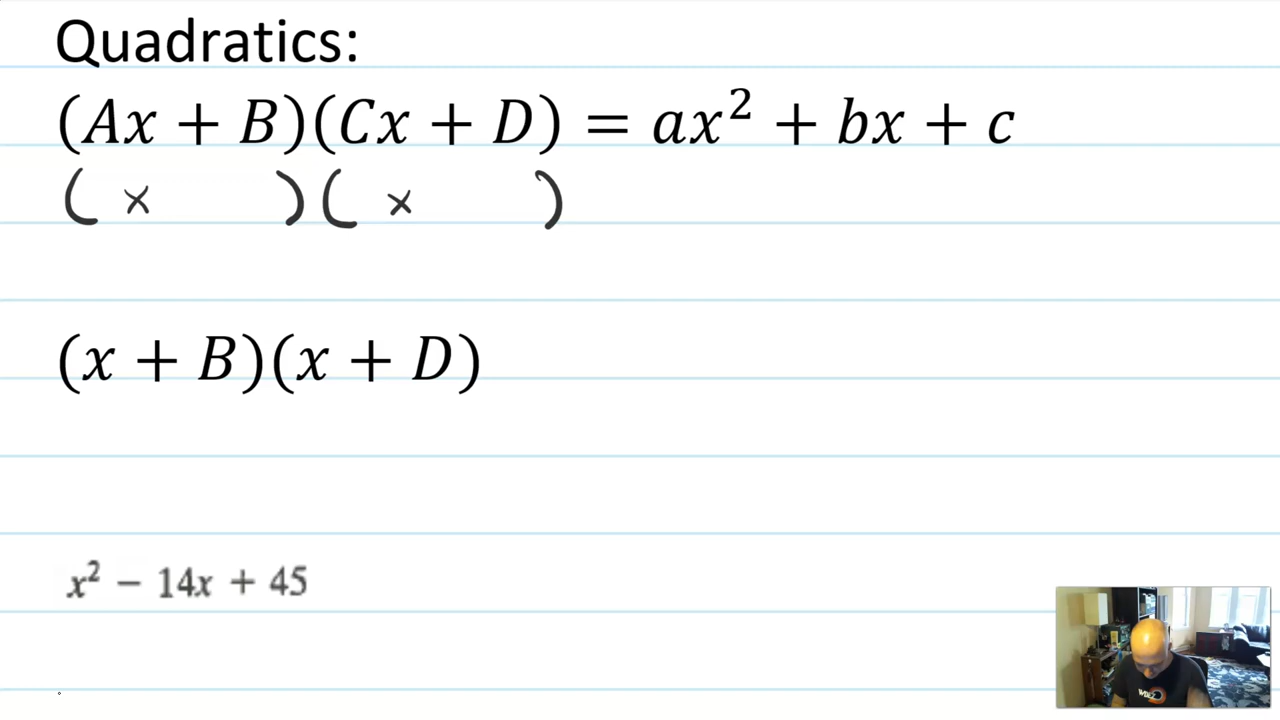 Quadratics:
(Ax + B)(Cx + D) = ax² + bx + c
( x )( x )
(x + B)(x + D)
x² − 14x + 45